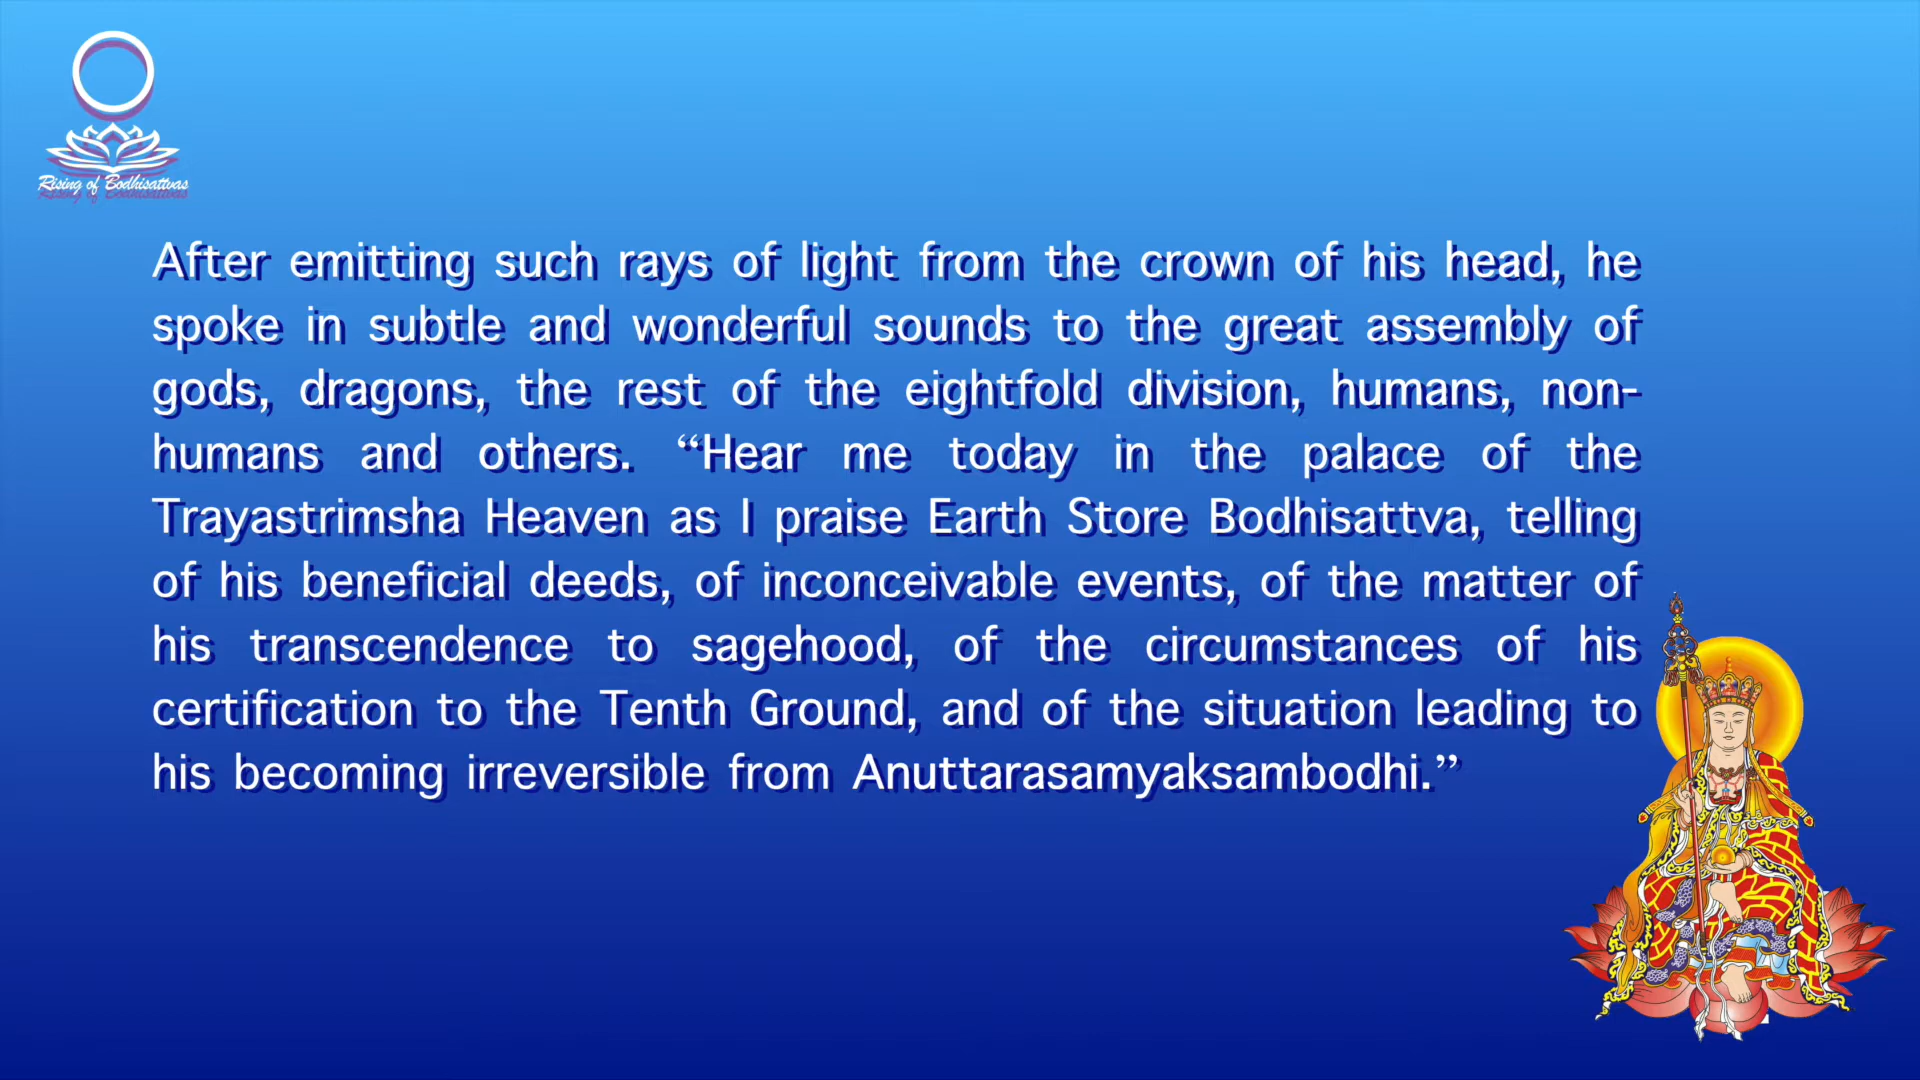 Rising of Bodhisattvas
After emitting such rays of light from the crown of his head, he
spoke in subtle and wonderful sounds to the great assembly of
gods, dragons, the rest of the eightfold division, humans, non-
humans and others. “Hear me today in the palace of the
Trayastrimsha Heaven as I praise Earth Store Bodhisattva, telling
of his beneficial deeds, of inconceivable events, of the matter of
his transcendence to sagehood, of the circumstances of his
certification to the Tenth Ground, and of the situation leading to
his becoming irreversible from Anuttarasamyaksambodhi.”